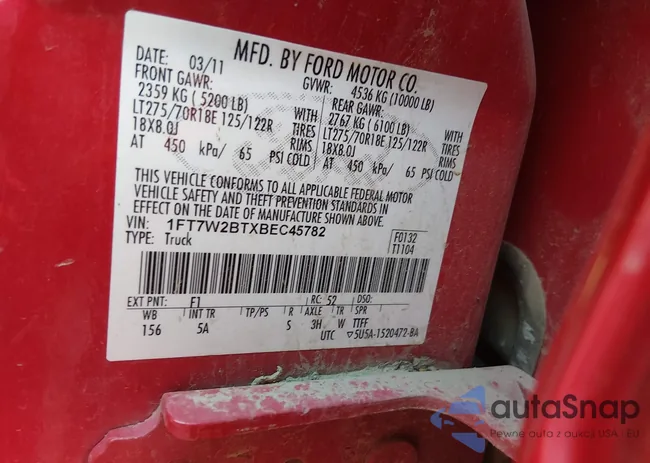 MFD. BY FORD MOTOR CO.
DATE: 03/11 GVWR: 4536 KG (10000 LB)
FRONT GAWR: REAR GAWR:
2359 KG (5200 LB) WITH 2767 KG (6100 LB) WITH
LT275/70R18E 125/122R TIRES LT275/70R18E 125/122R TIRES
18X8.0J RIMS 18X8.0J RIMS
AT 450 kPa/ 65 PSI COLD AT 450 kPa/ 65 PSI COLD
THIS VEHICLE CONFORMS TO ALL APPLICABLE FEDERAL MOTOR
VEHICLE SAFETY AND THEFT PREVENTION STANDARDS IN
EFFECT ON THE DATE OF MANUFACTURE SHOWN ABOVE.
VIN: 1FT7W2BTXBEC45782 F0132
TYPE: Truck T1104
EXT PNT: F1 RC: 52 DSO:
WB INT TR TP/PS R AXLE TR SPR
156 5A S 3H W TTFF
UTC ▽5U5A-1520472-BA
autaSnap
Pewne auta z aukcji USA i EU